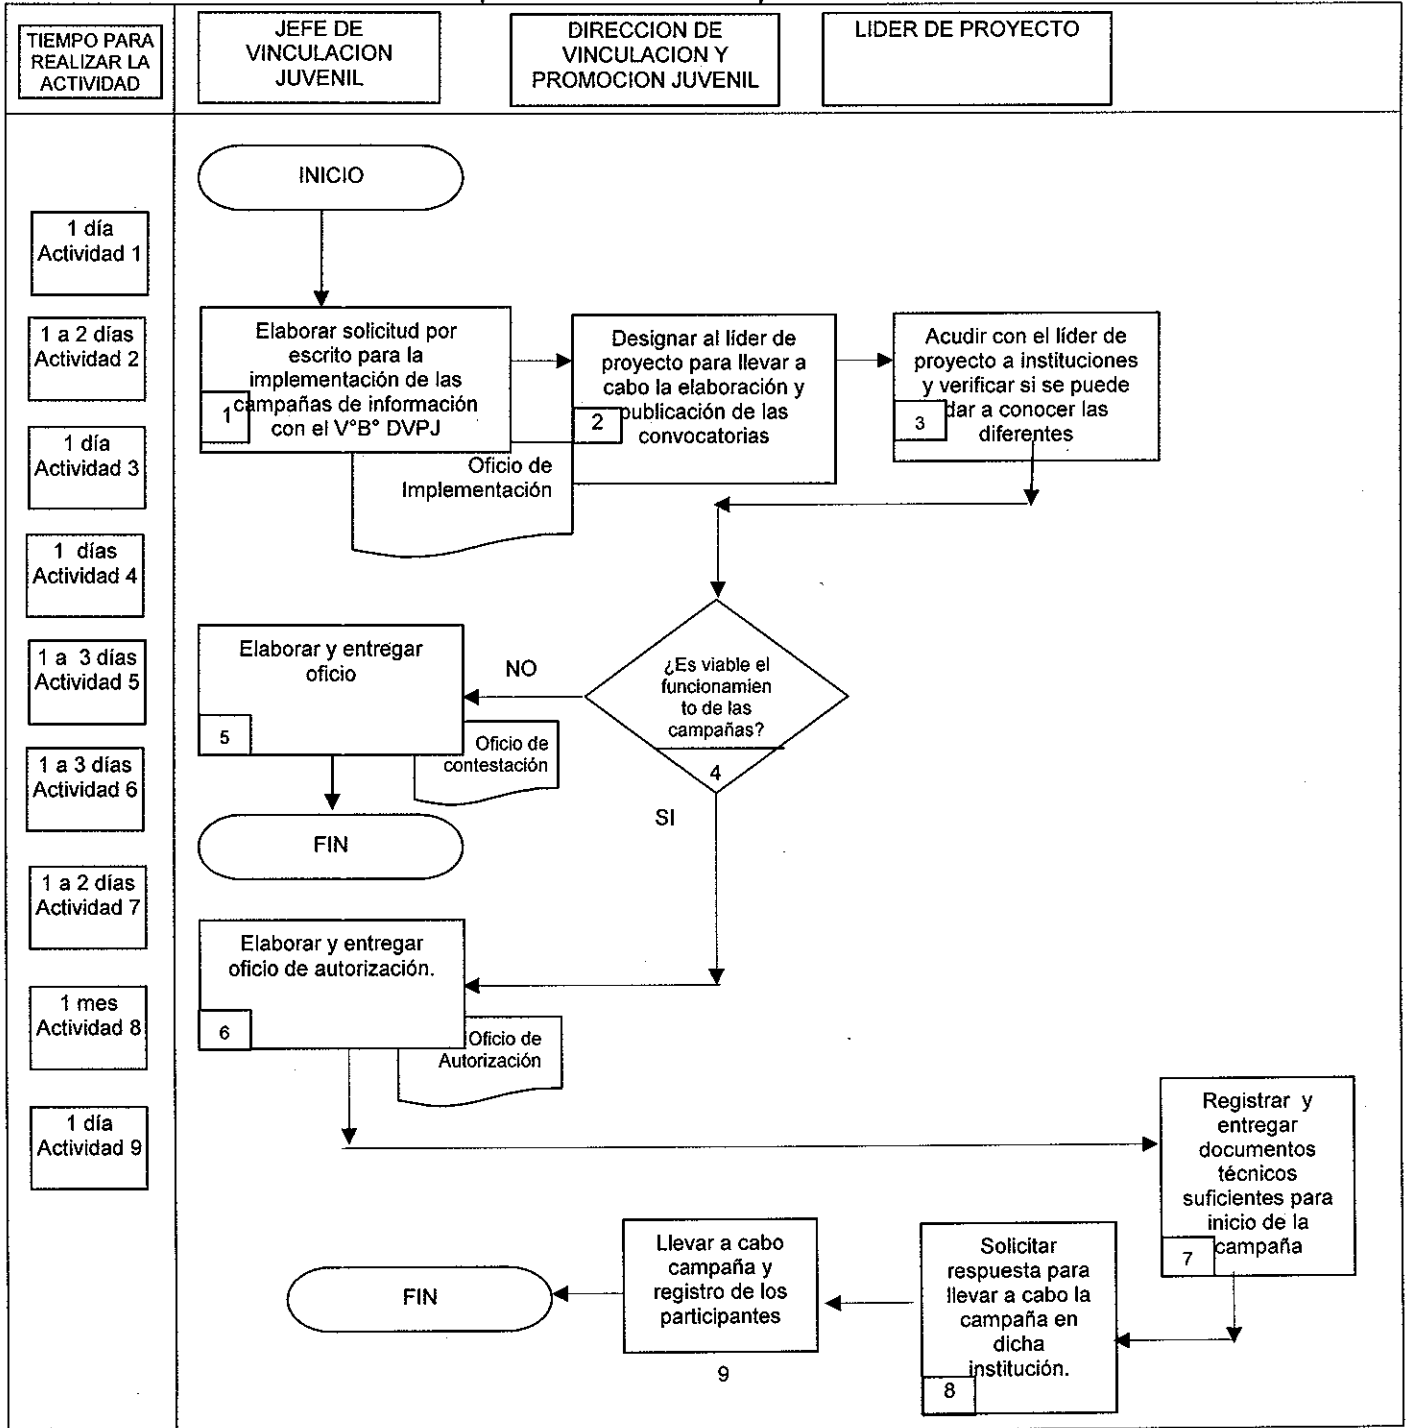 TIEMPO PARA
REALIZAR LA
ACTIVIDAD
JEFE DE
VINCULACION
JUVENIL
DIRECCION DE
VINCULACION Y
PROMOCION JUVENIL
LIDER DE PROYECTO
INICIO
1 día
Actividad 1
1 a 2 días
Actividad 2
1 día
Actividad 3
1 días
Actividad 4
1 a 3 días
Actividad 5
1 a 3 días
Actividad 6
1 a 2 días
Actividad 7
1 mes
Actividad 8
1 día
Actividad 9
Elaborar solicitud por
escrito para la
implementación de las
campañas de información
con el V°B° DVPJ
1
Oficio de
Implementación
Designar al líder de
proyecto para llevar a
cabo la elaboración y
publicación de las
convocatorias
2
Acudir con el líder de
proyecto a instituciones
y verificar si se puede
dar a conocer las
diferentes
3
¿Es viable el
funcionamien
to de las
campañas?
4
NO
SI
Elaborar y entregar
oficio
5
Oficio de
contestación
FIN
Elaborar y entregar
oficio de autorización.
6
Oficio de
Autorización
Registrar y
entregar
documentos
técnicos
suficientes para
inicio de la
campaña
7
Solicitar
respuesta para
llevar a cabo la
campaña en
dicha
institución.
8
Llevar a cabo
campaña y
registro de los
participantes
9
FIN